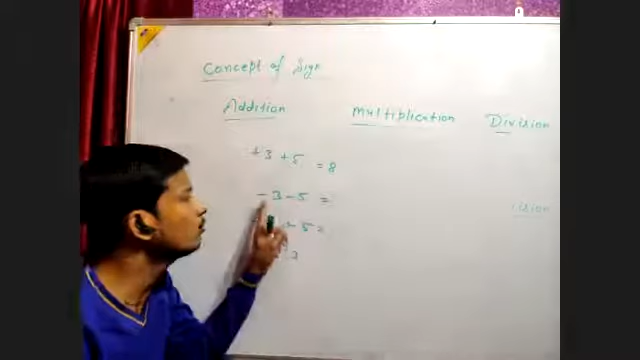 Concept of Sign
Addition Multiplication Division
+3 +5 = 8
-3-5 =
+ 5 =